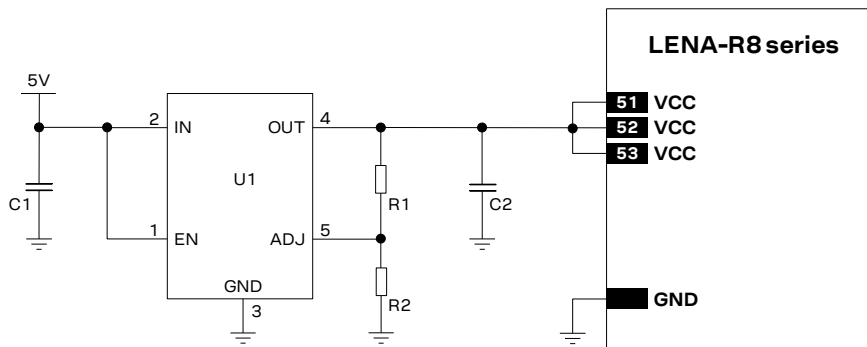 LENA-R8 series
5V
51 VCC
2 IN OUT 4
52 VCC
53 VCC
U1
C1
R1
C2
1 EN ADJ 5
GND
3
R2
GND